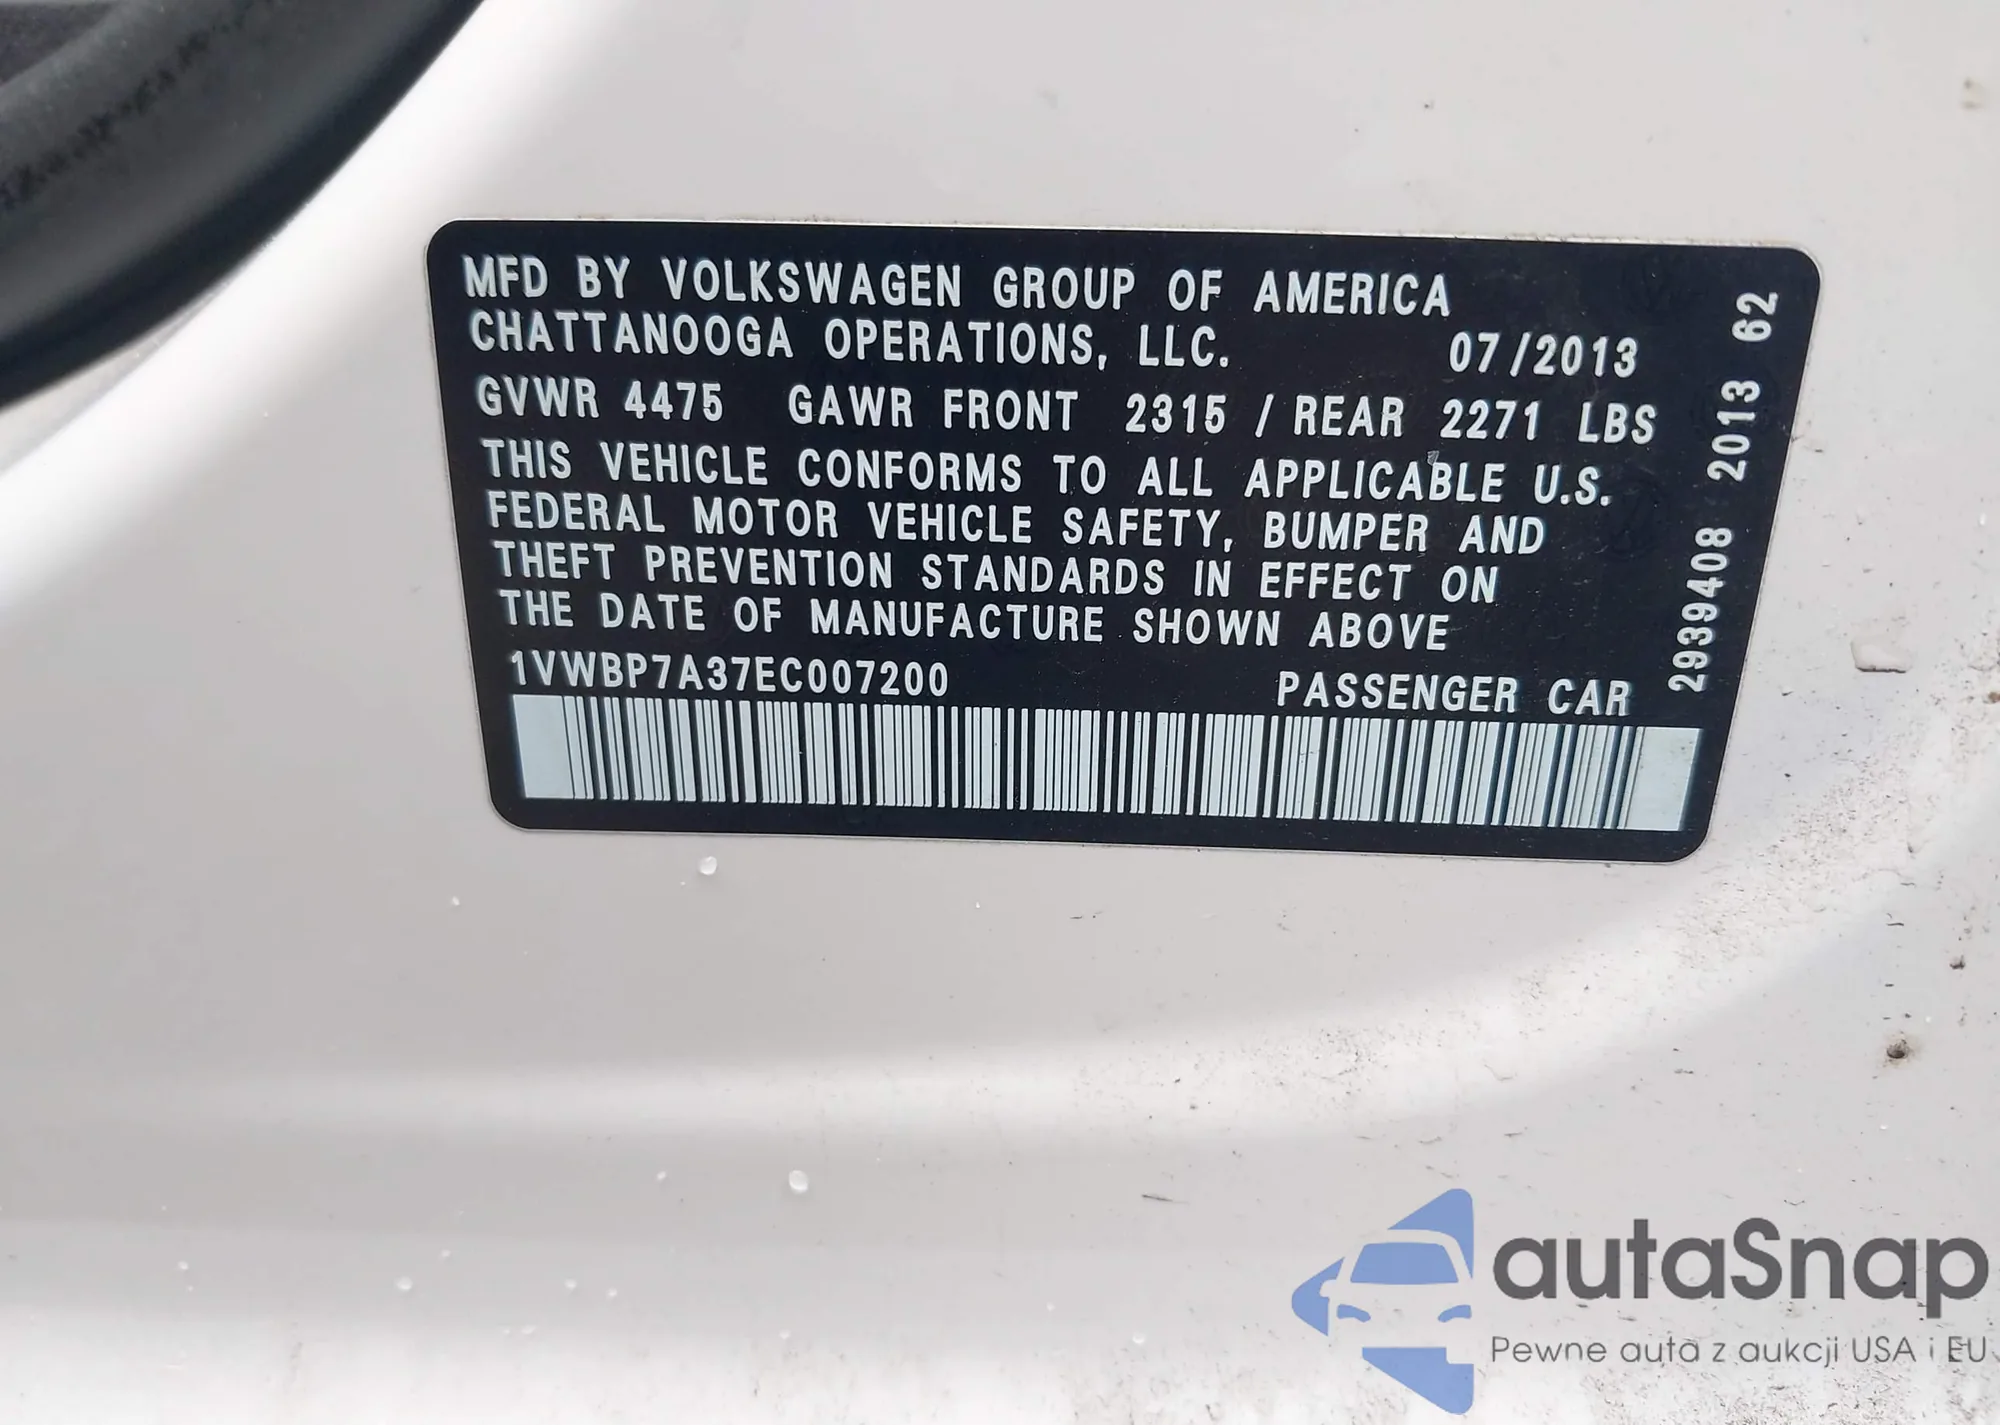 MFD BY VOLKSWAGEN GROUP OF AMERICA
CHATTANOOGA OPERATIONS, LLC. 07/2013
GVWR 4475 GAWR FRONT 2315 / REAR 2271 LBS
THIS VEHICLE CONFORMS TO ALL APPLICABLE U.S.
FEDERAL MOTOR VEHICLE SAFETY, BUMPER AND
THEFT PREVENTION STANDARDS IN EFFECT ON
THE DATE OF MANUFACTURE SHOWN ABOVE
1VWBP7A37EC007200 PASSENGER CAR
2939408 2013 62
autaSnap
Pewne auta z aukcji USA i EU